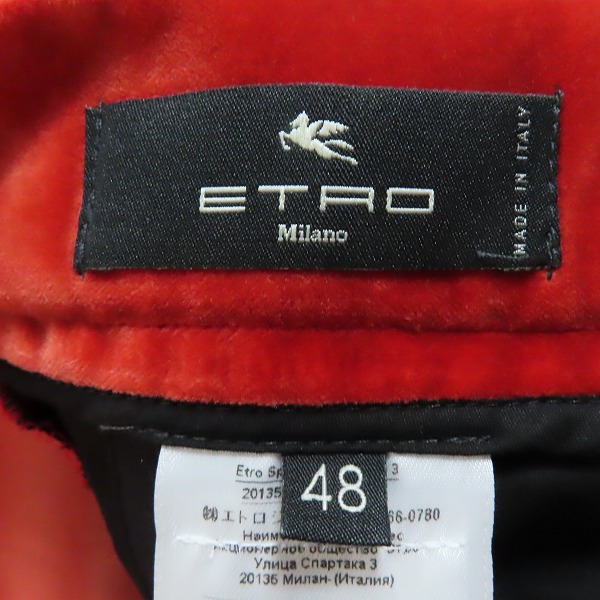 ETRO
Milano
MADE IN ITALY
48
Etro 3
20135
㈱エトロ 66-0780
Улица Спартака 3
20135 Милан- (Италия)